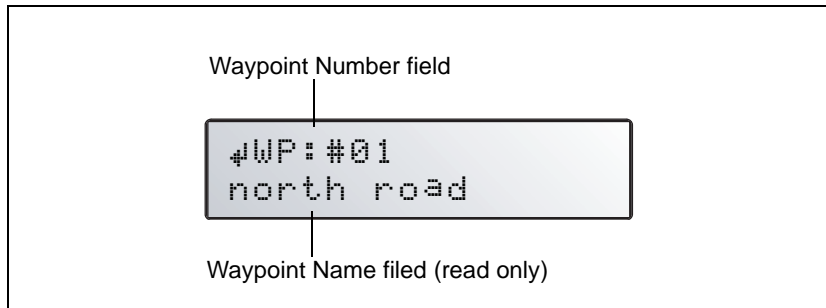 Waypoint Number field
↲WP:#01
north road
Waypoint Name filed (read only)